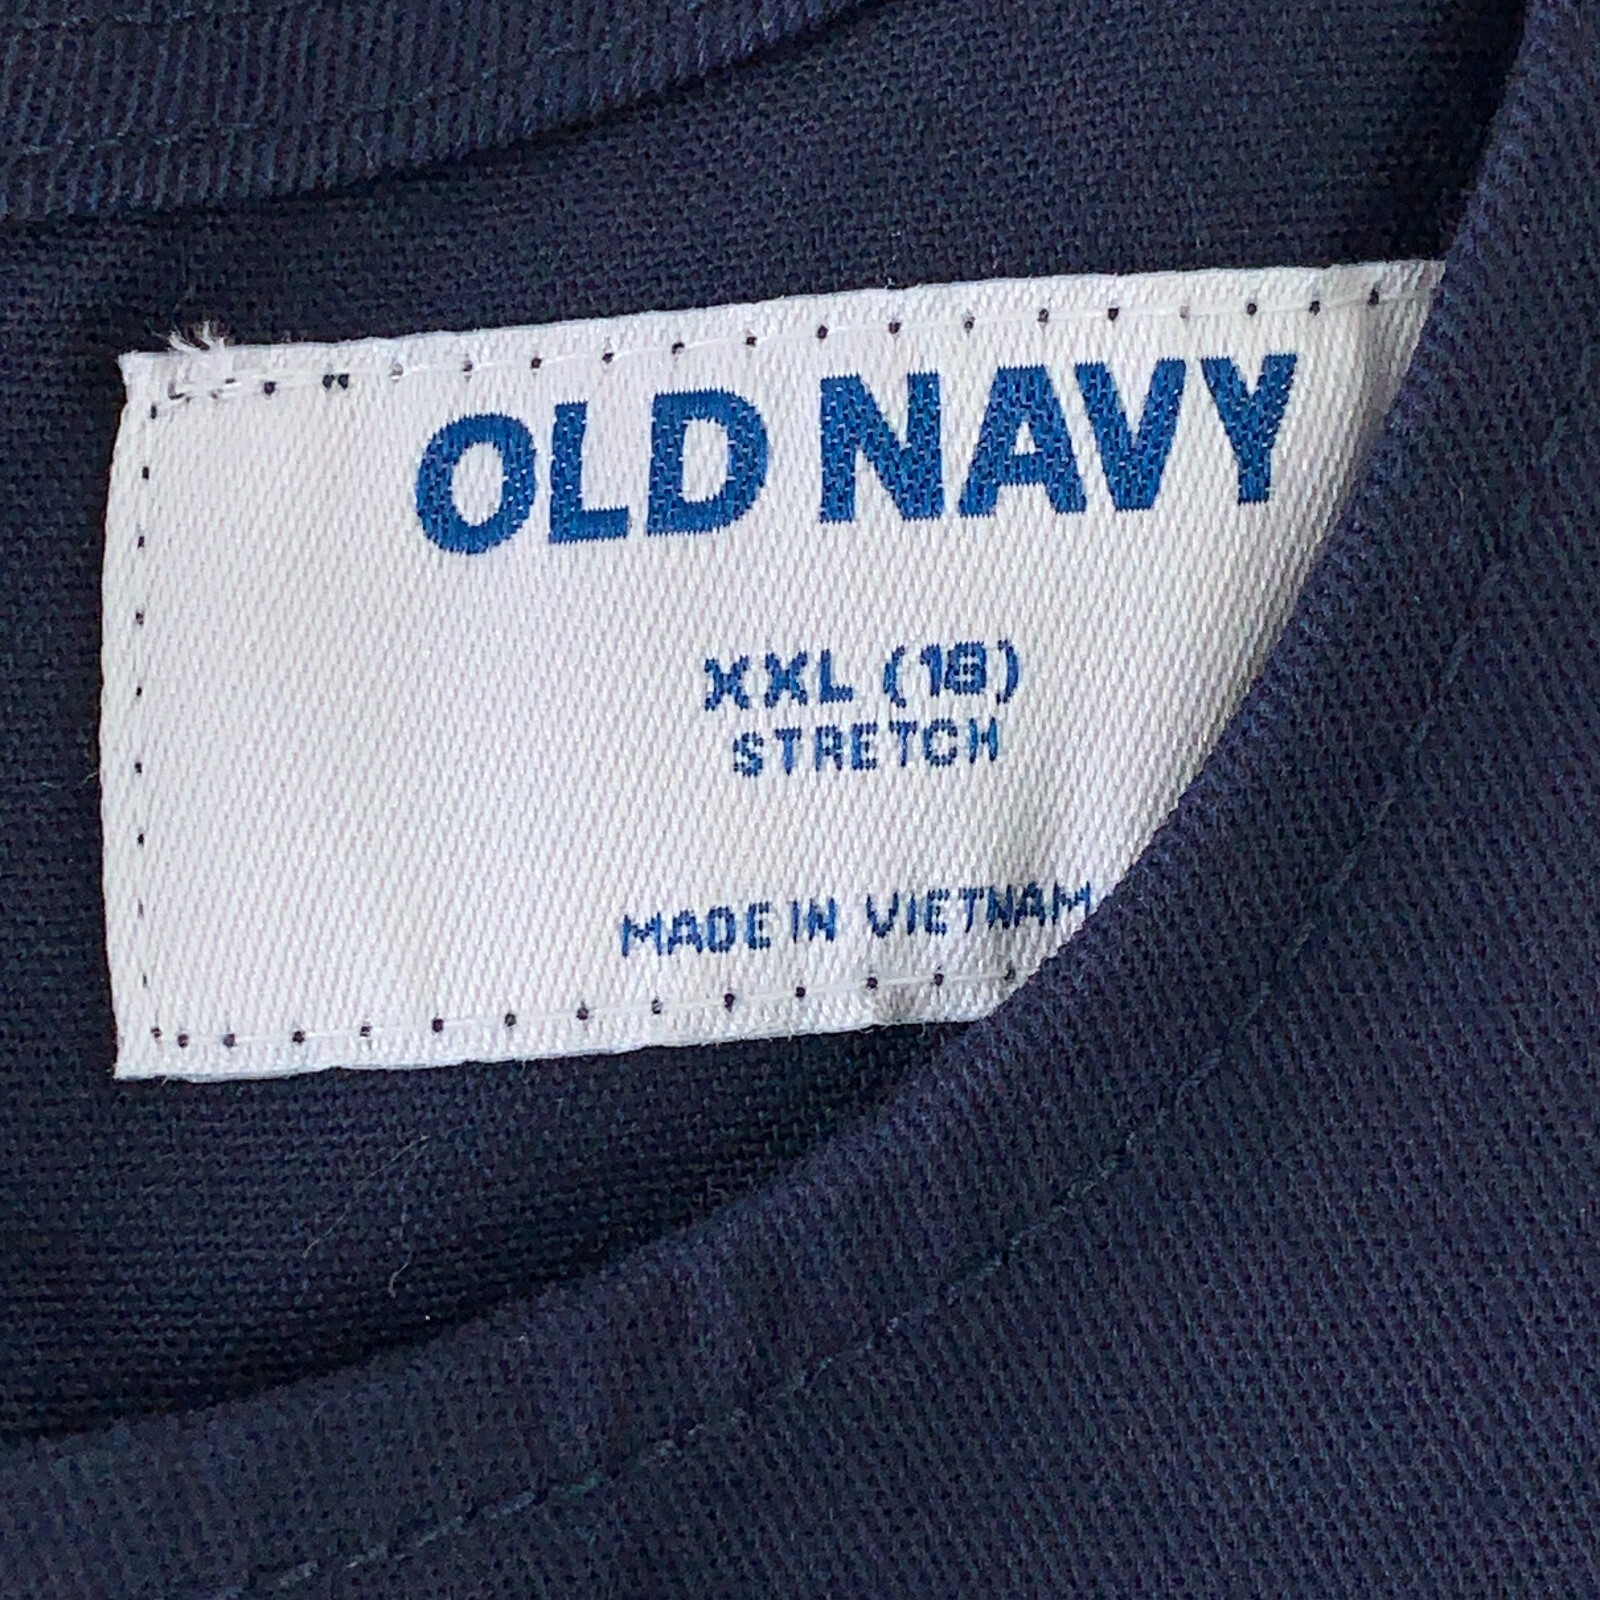 OLD NAVY
XXL (18)
STRETCH
MADE IN VIETNAM